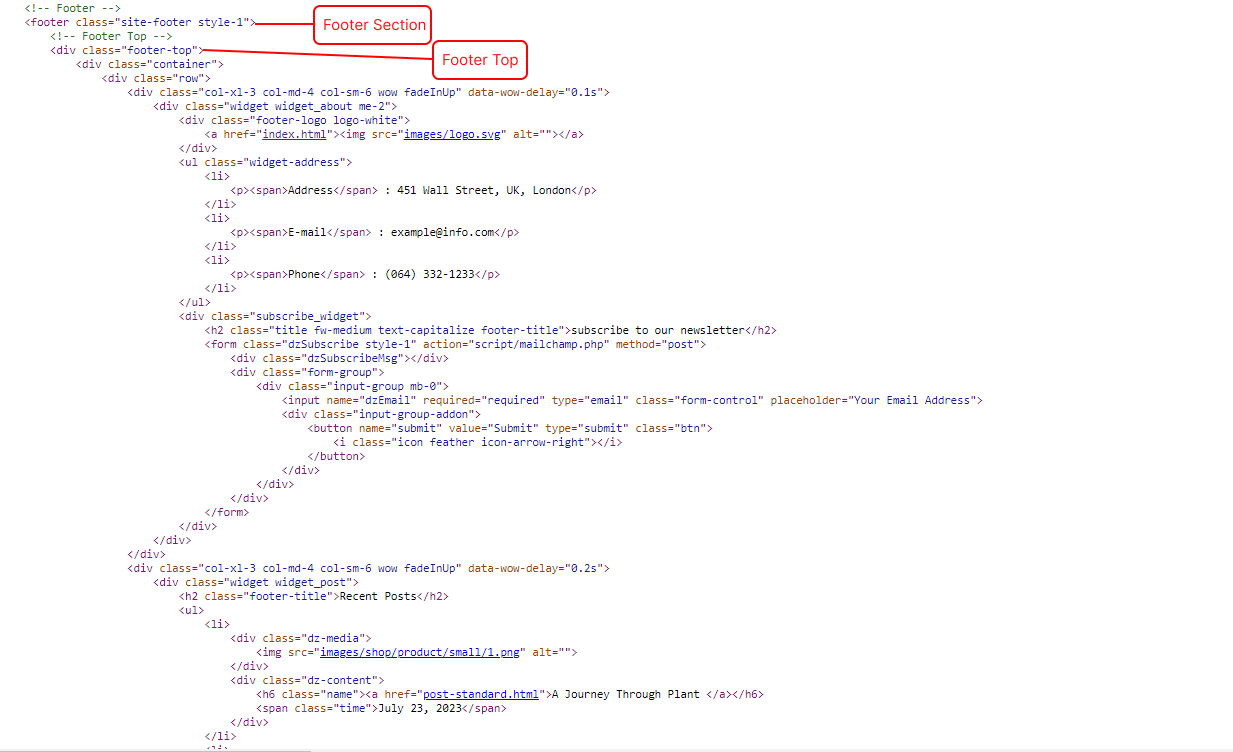 <!-- Footer -->
<footer class="site-footer style-1">
Footer Section
<!-- Footer Top -->
<div class="footer-top">
Footer Top
<div class="container">
<div class="row">
<div class="col-xl-3 col-md-4 col-sm-6 wow fadeInUp" data-wow-delay="0.1s">
<div class="widget widget_about me-2">
<div class="footer-logo logo-white">
<a href="index.html"><img src="images/logo.svg" alt=""></a>
</div>
<ul class="widget-address">
<li>
<p><span>Address</span> : 451 Wall Street, UK, London</p>
</li>
<li>
<p><span>E-mail</span> : example@info.com</p>
</li>
<li>
<p><span>Phone</span> : (064) 332-1233</p>
</li>
</ul>
<div class="subscribe_widget">
<h2 class="title fw-medium text-capitalize footer-title">subscribe to our newsletter</h2>
<form class="dzSubscribe style-1" action="script/mailchamp.php" method="post">
<div class="dzSubscribeMsg"></div>
<div class="form-group">
<div class="input-group mb-0">
<input name="dzEmail" required="required" type="email" class="form-control" placeholder="Your Email Address">
<div class="input-group-addon">
<button name="submit" value="Submit" type="submit" class="btn">
<i class="icon feather icon-arrow-right"></i>
</button>
</div>
</div>
</div>
</form>
</div>
</div>
</div>
<div class="col-xl-3 col-md-4 col-sm-6 wow fadeInUp" data-wow-delay="0.2s">
<div class="widget widget_post">
<h2 class="footer-title">Recent Posts</h2>
<ul>
<li>
<div class="dz-media">
<img src="images/shop/product/small/1.png" alt="">
</div>
<div class="dz-content">
<h6 class="name"><a href="post-standard.html">A Journey Through Plant </a></h6>
<span class="time">July 23, 2023</span>
</div>
</li>
<li>